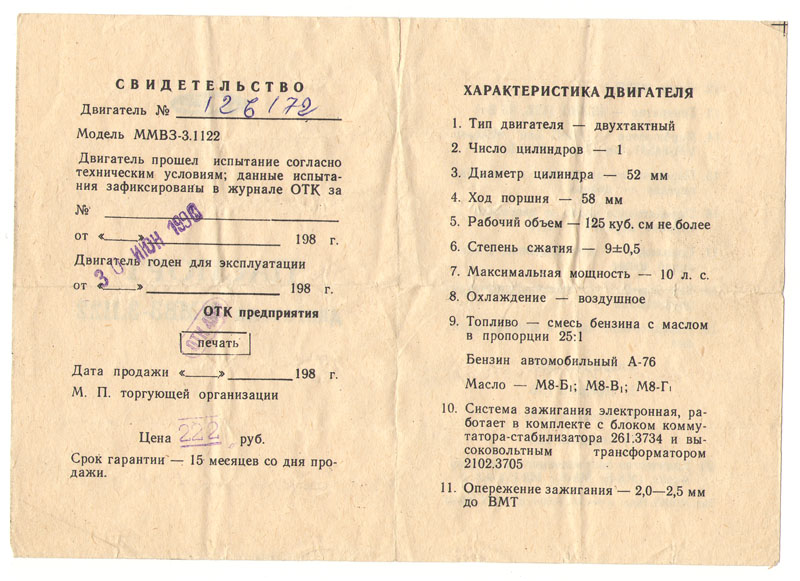 СВИДЕТЕЛЬСТВО
Двигатель № 126172
Модель ММВЗ-3.1122
Двигатель прошел испытание согласно
техническим условиям; данные испыта-
ния зафиксированы в журнале ОТК за
№
от «  » 198 г.
30 ИЮН 1990
Двигатель годен для эксплуатации
от «  » 198 г.
ОТК предприятия
печать
Дата продажи «  » 198 г.
М. П. торгующей организации
Цена 222 руб.
Срок гарантии — 15 месяцев со дня про-
дажи.
ХАРАКТЕРИСТИКА ДВИГАТЕЛЯ
1. Тип двигателя — двухтактный
2. Число цилиндров — 1
3. Диаметр цилиндра — 52 мм
4. Ход поршня — 58 мм
5. Рабочий объем — 125 куб. см не более
6. Степень сжатия — 9±0,5
7. Максимальная мощность — 10 л. с.
8. Охлаждение — воздушное
9. Топливо — смесь бензина с маслом
в пропорции 25:1
Бензин автомобильный А-76
Масло — М8-Б₁; М8-В₁; М8-Г₁
10. Система зажигания электронная, ра-
ботает в комплекте с блоком комму-
татора-стабилизатора 261.3734 и вы-
соковольтным трансформатором
2102.3705
11. Опережение зажигания — 2,0—2,5 мм
до ВМТ